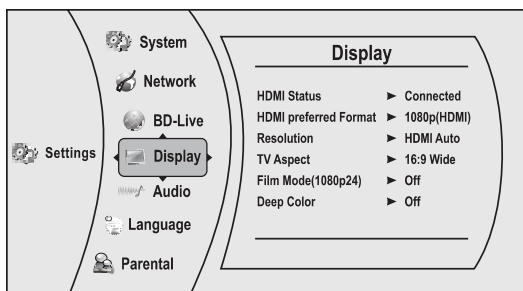 Settings
System
Network
BD-Live
Display
Audio
Language
Parental
Display
HDMI Status ► Connected
HDMI preferred Format ► 1080p(HDMI)
Resolution ► HDMI Auto
TV Aspect ► 16:9 Wide
Film Mode(1080p24) ► Off
Deep Color ► Off